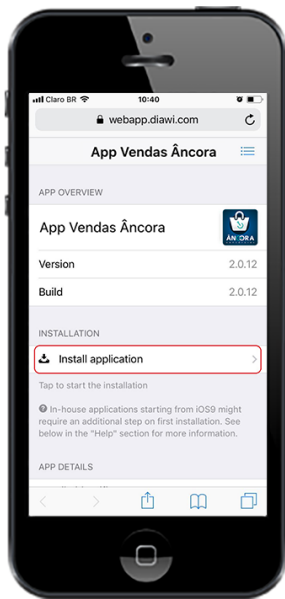 Claro BR 10:40
webapp.diawi.com
App Vendas Âncora
APP OVERVIEW
App Vendas Âncora
ÂNCORA
Version 2.0.12
Build 2.0.12
INSTALLATION
Install application
Tap to start the installation
In-house applications starting from iOS9 might
require an additional step on first installation. See
below in the "Help" section for more information.
APP DETAILS